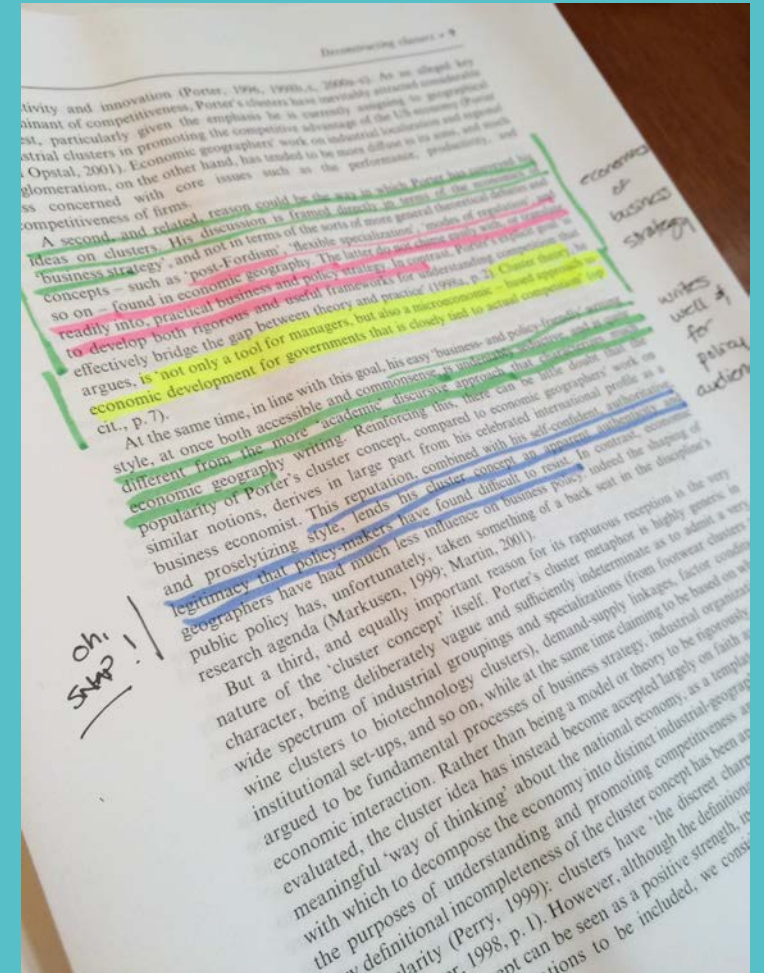 Deconstructing clusters • 9
tivity and innovation (Porter, 1996, 1998b,c, 2000a-c). As an alleged key
minant of competitiveness, Porter's clusters have inevitably attracted considerable
est, particularly given the emphasis he is currently assigning to geographical
strial clusters in promoting the competitive advantage of the US economy (Porter
Opstal, 2001). Economic geographers' work on industrial localization and regional
glomeration, on the other hand, has tended to be more diffuse in its aims, and much
ss concerned with core issues such as the performance, productivity, and
ompetitiveness of firms.
A second, and related, reason could be the way in which Porter has
ideas on clusters. His discussion is framed directly in terms of the economics of
'business strategy', and not in terms of the sorts of more general theoretical notions and
concepts – such as 'post-Fordism', 'flexible specialization', 'modes of regulation' and
so on – found in economic geography. The latter do not
readily into, practical business and policy strategy. In contrast, Porter's expressed goal is
to develop both rigorous and useful frameworks for understanding competition that
effectively bridge the gap between theory and practice' (1998a, p. 2). Cluster theory, he
argues, is 'not only a tool for managers, but also a microeconomic – based approach to
economic development for governments that is closely tied to actual competition' (op
cit., p. 7).
At the same time, in line with this goal, his easy 'business- and policy-friendly' writing
style, at once both accessible and commonsense, is undeniably seductive, and is quite
different from the more 'academic' discursive approach that characterizes much
economic geography writing. Reinforcing this, there can be little doubt that the
popularity of Porter's cluster concept, compared to economic geographers' work on
similar notions, derives in large part from his celebrated international profile as a
business economist. This reputation, combined with his self-confident, authoritative
and proselytizing style, lends his cluster concept an apparent authenticity and
legitimacy that policy-makers have found difficult to resist. In contrast, economic
geographers have had much less influence on business policy, indeed the shaping of
public policy has, unfortunately, taken something of a back seat in the discipline's
research agenda (Markusen, 1999; Martin, 2001).
But a third, and equally important reason for its rapturous reception is the very
nature of the 'cluster concept' itself. Porter's cluster metaphor is highly generic in
character, being deliberately vague and sufficiently indeterminate as to admit a very
wide spectrum of industrial groupings and specializations (from footwear clusters
wine clusters to biotechnology clusters), demand-supply linkages, factor condi
institutional set-ups, and so on, while at the same time claiming to be based on wh
argued to be fundamental processes of business strategy, industrial organizat
economic interaction. Rather than being a model or theory to be rigorously
evaluated, the cluster idea has instead become accepted largely on faith a
meaningful 'way of thinking' about the national economy, as a templat
with which to decompose the economy into distinct industrial-geograph
the purposes of understanding and promoting competitiveness a
y definitional incompleteness of the cluster concept has been an
larity (Perry, 1999): clusters have 'the discreet charm
r, 1998, p. 1). However, although the definitiona
ept can be seen as a positive strength, in
tions to be included, we consi
economics
of
business
strategy
writes
well
for
policy
audien
oh,
SNAP!